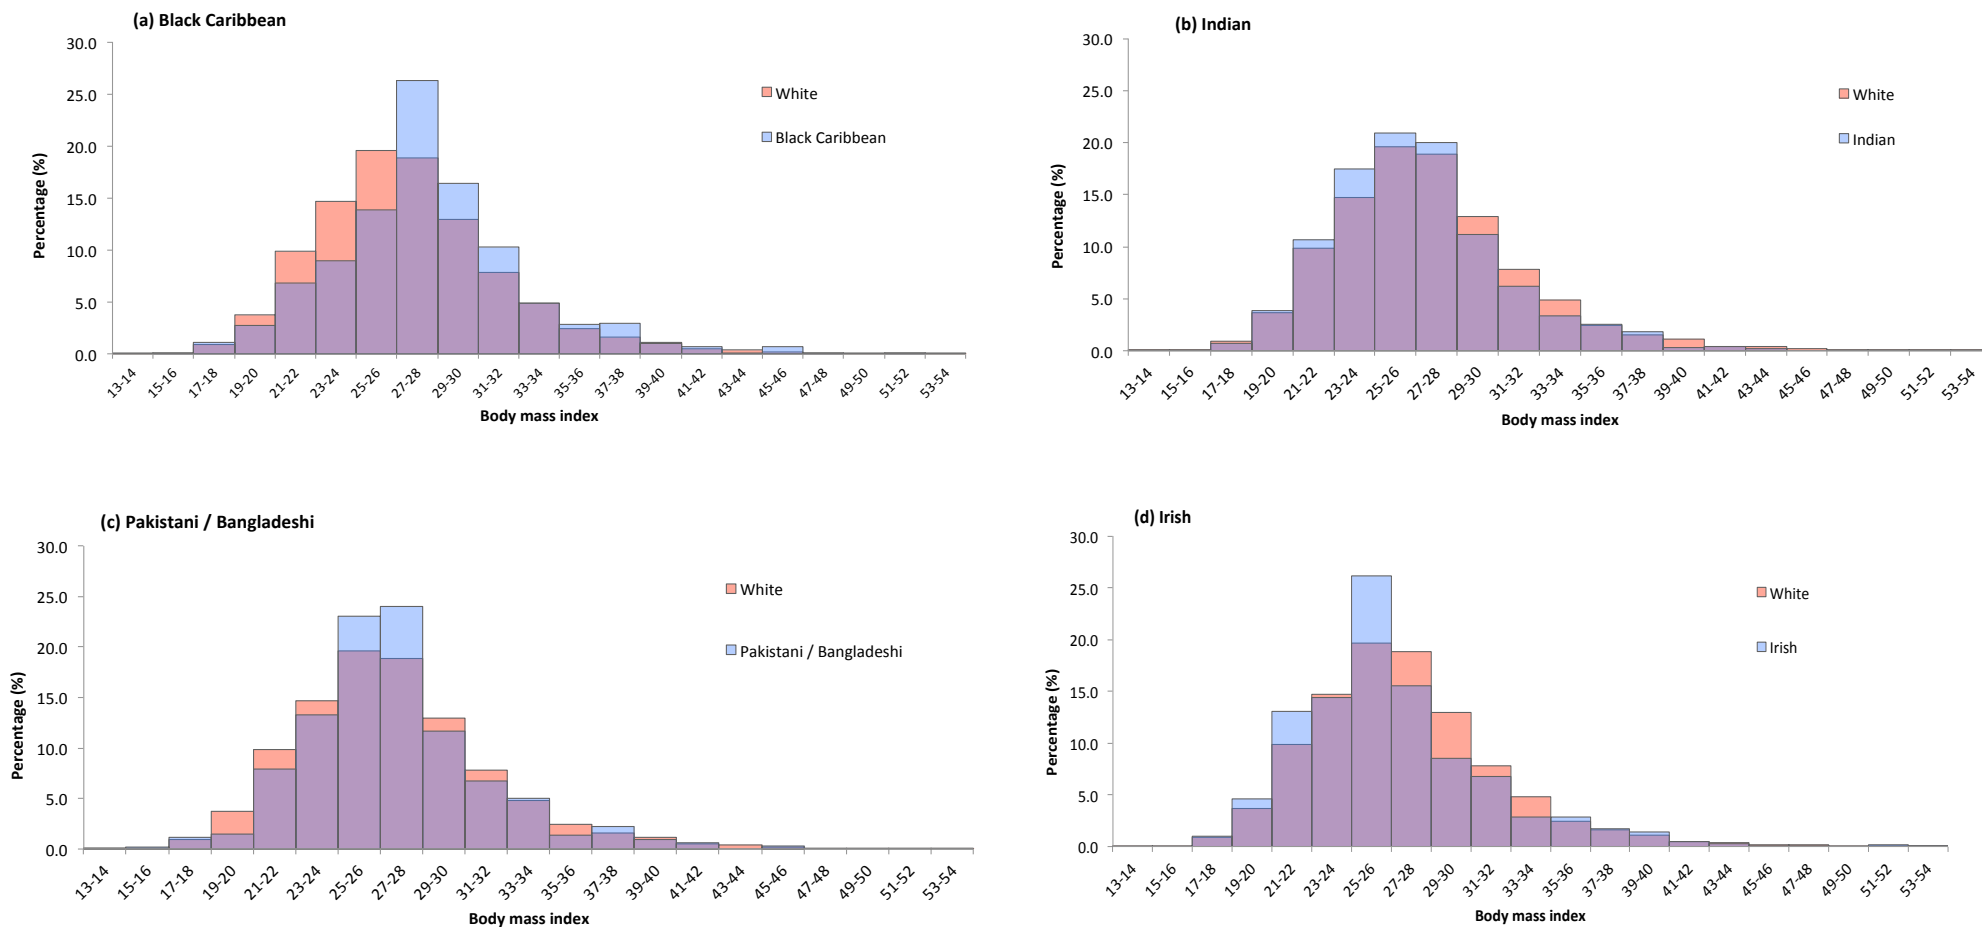 (a) Black Caribbean
30.0
25.0
20.0
15.0
10.0
5.0
0.0
Percentage (%)
White
Black Caribbean
13-14 15-16 17-18 19-20 21-22 23-24 25-26 27-28 29-30 31-32 33-34 35-36 37-38 39-40 41-42 43-44 45-46 47-48 49-50 51-52 53-54
Body mass index
(b) Indian
30.0
25.0
20.0
15.0
10.0
5.0
0.0
Percentage (%)
White
Indian
13-14 15-16 17-18 19-20 21-22 23-24 25-26 27-28 29-30 31-32 33-34 35-36 37-38 39-40 41-42 43-44 45-46 47-48 49-50 51-52 53-54
Body mass index
(c) Pakistani / Bangladeshi
30.0
25.0
20.0
15.0
10.0
5.0
0.0
Percentage (%)
White
Pakistani / Bangladeshi
13-14 15-16 17-18 19-20 21-22 23-24 25-26 27-28 29-30 31-32 33-34 35-36 37-38 39-40 41-42 43-44 45-46 47-48 49-50 51-52 53-54
Body mass index
(d) Irish
30.0
25.0
20.0
15.0
10.0
5.0
0.0
Percentage (%)
White
Irish
13-14 15-16 17-18 19-20 21-22 23-24 25-26 27-28 29-30 31-32 33-34 35-36 37-38 39-40 41-42 43-44 45-46 47-48 49-50 51-52 53-54
Body mass index